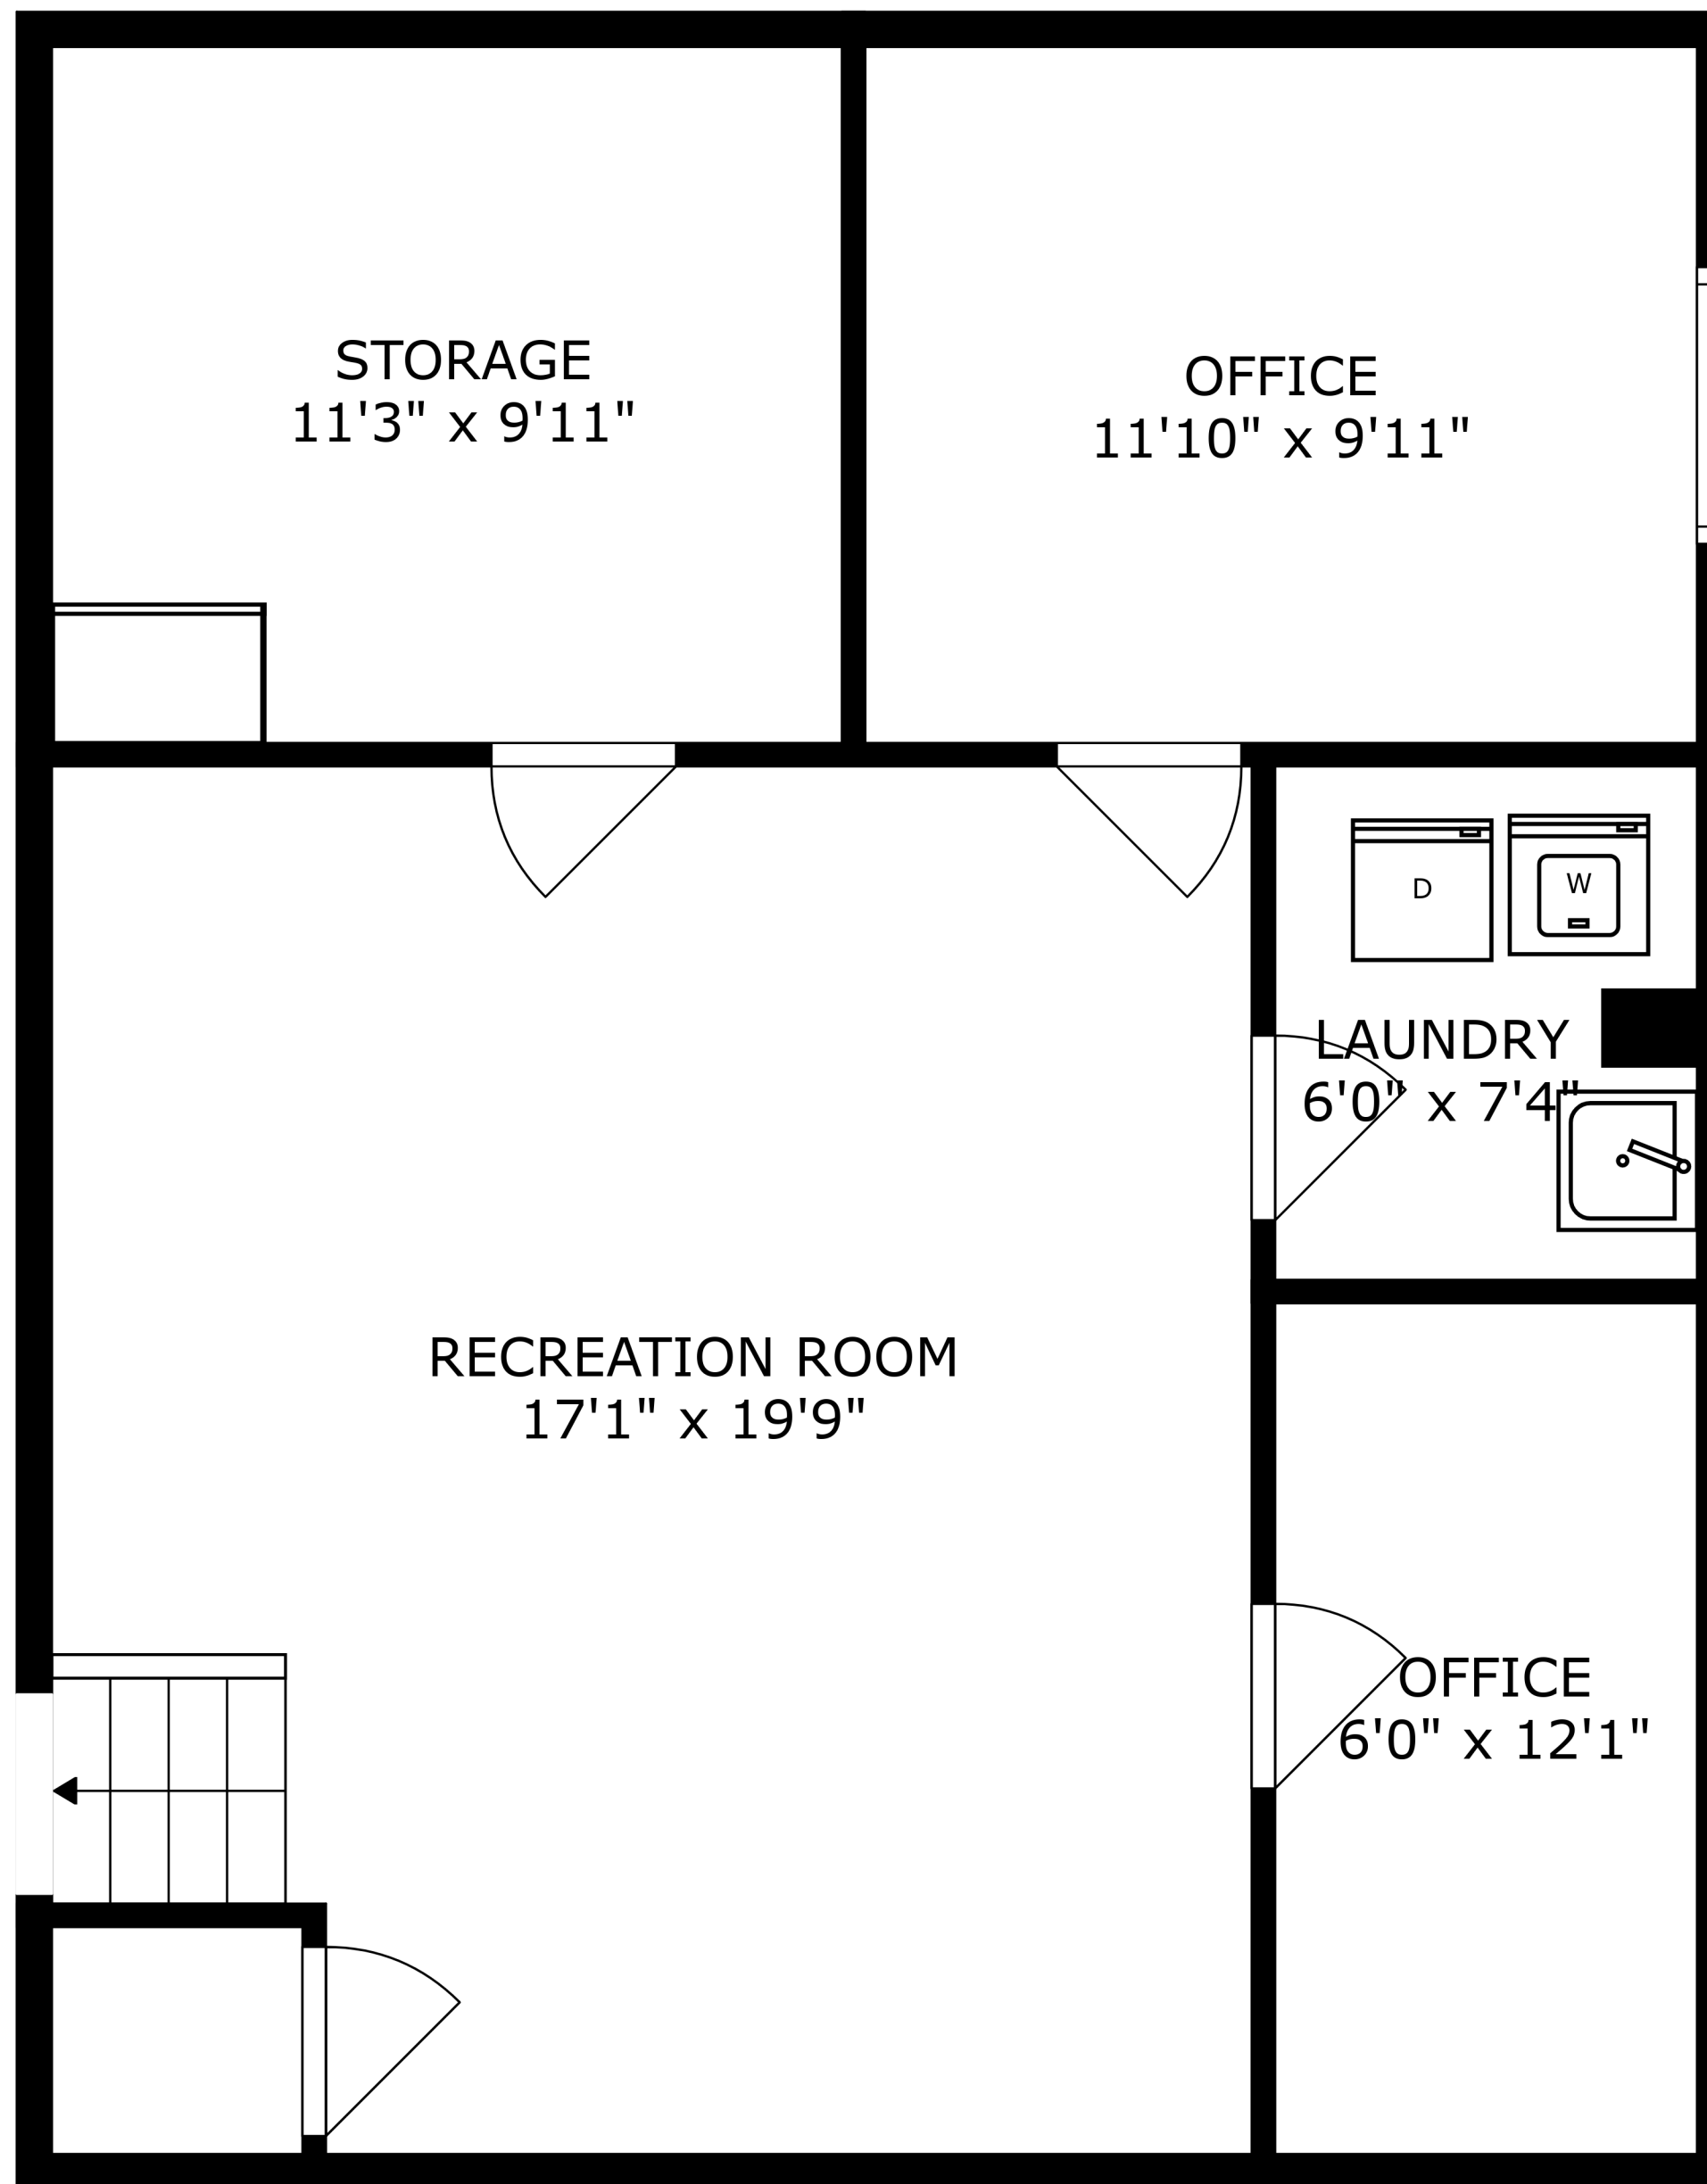 STORAGE
11'3" x 9'11"
OFFICE
11'10" x 9'11"
D
W
LAUNDRY
6'0" x 7'4"
RECREATION ROOM
17'1" x 19'9"
OFFICE
6'0" x 12'1"